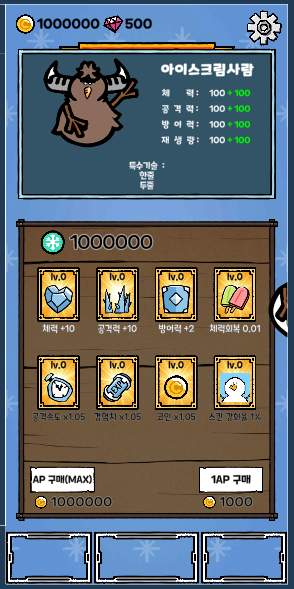 1000000 500
아이스크림사람
체 력: 100 +100
공격력: 100 +100
방어력: 100 +100
재생량: 100 +100
특수기술 :
한줄
두줄
1000000
lv.0 lv.0 lv.0 lv.0
체력 +10 공격력 +10 방어력 +2 체력회복 0.01
lv.0 lv.0 lv.0 lv.0
공격속도 x1.05 경험치 x1.05 코인 x1.05 스킨 강화율 1%
AP 구매(MAX) 1AP 구매
1000000 1000